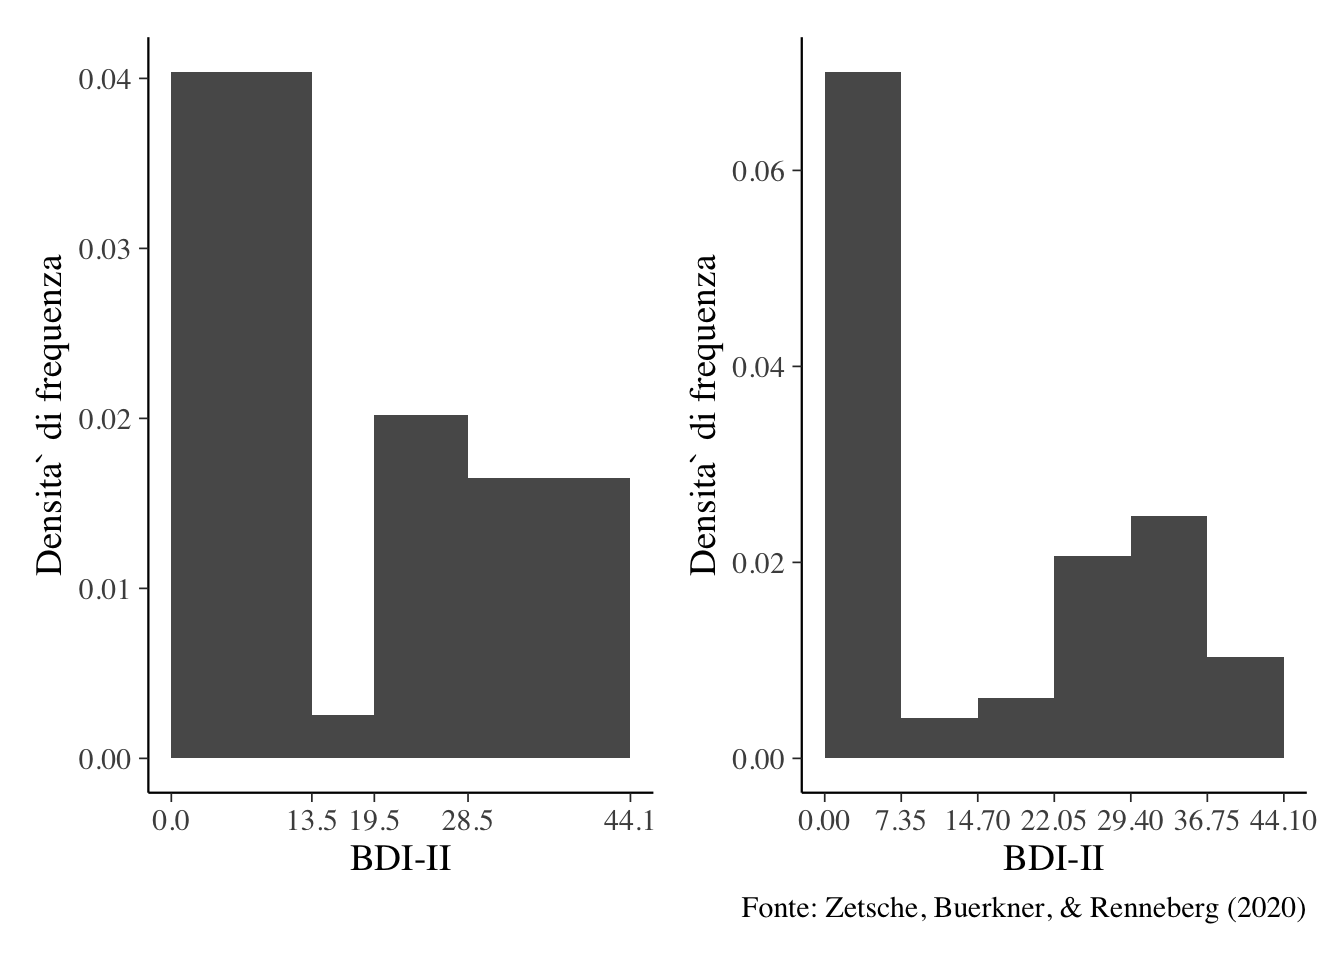 Densita` di frequenza
0.04
0.03
0.02
0.01
0.00
0.0 13.5 19.5 28.5 44.1
BDI-II
Densita` di frequenza
0.06
0.04
0.02
0.00
0.00 7.35 14.70 22.05 29.40 36.75 44.10
BDI-II
Fonte: Zetsche, Buerkner, & Renneberg (2020)